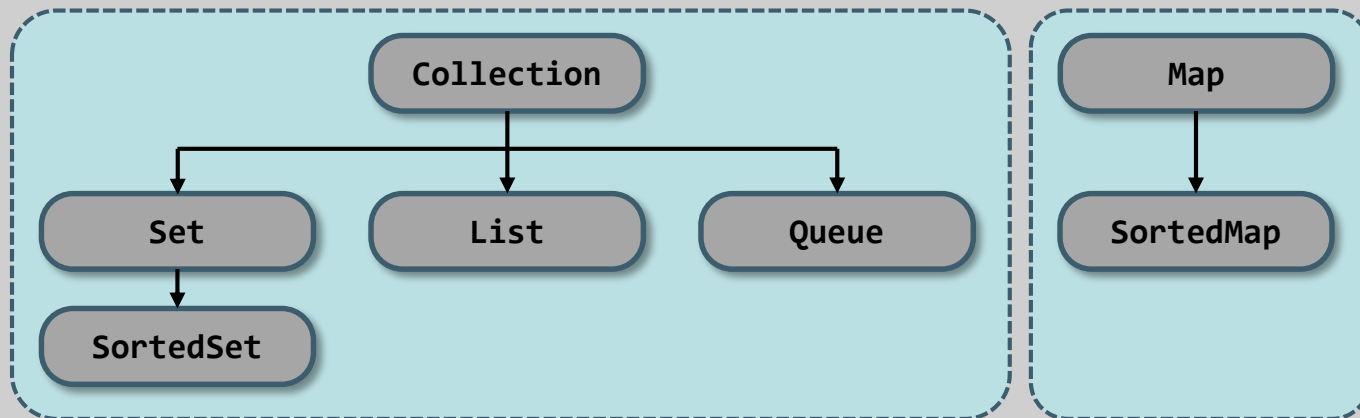 Collection
Map
Set
List
Queue
SortedMap
SortedSet